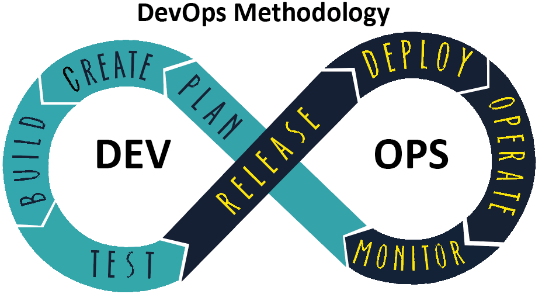 DevOps Methodology
DEV
OPS
PLAN
CREATE
BUILD
TEST
RELEASE
DEPLOY
OPERATE
MONITOR